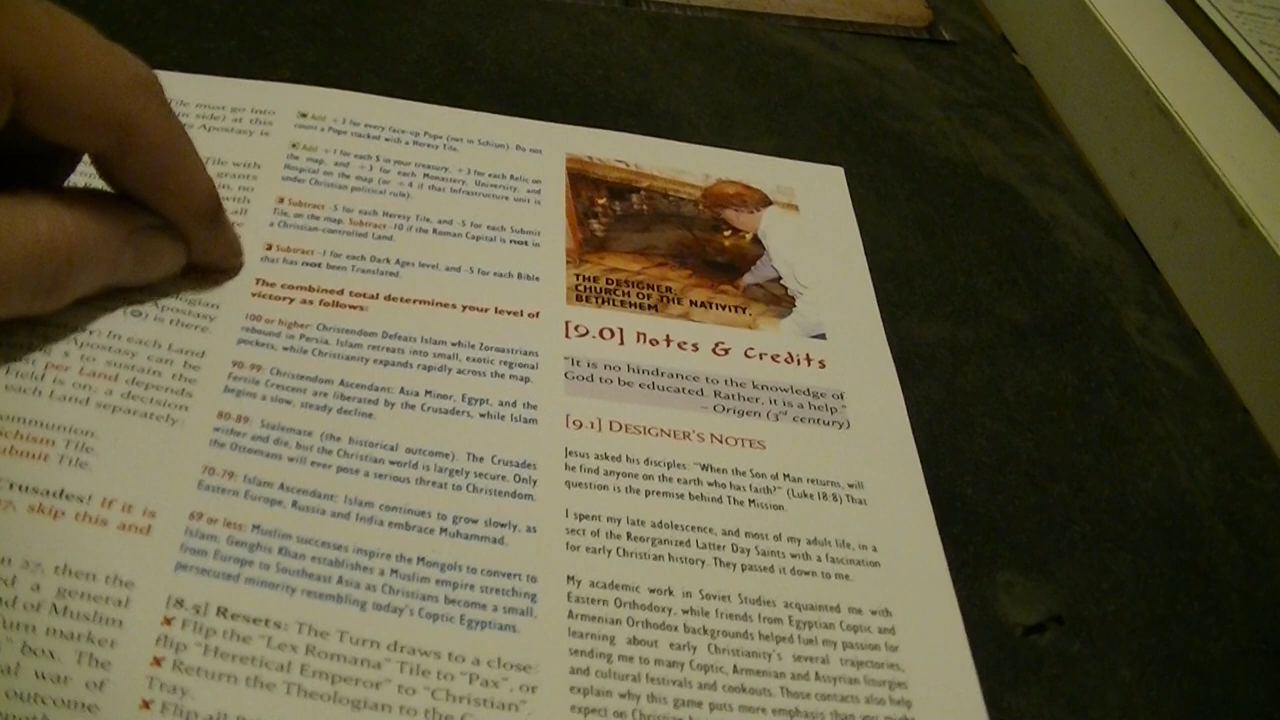 Tile must go into
side) at this
Apostasy is
Tile with
grants
in, no
with
all
Apostasy
is there.
In each Land
Apostasy can be
to sustain the
per Land depends
Field is on; a decision
each Land separately:
Schism Tile.
Submit Tile.
Crusades! If it is
skip this and
then the
a general
of Muslim
Turn market
box. The
war of
outcome
Add +3 for every face-up Pope (not in Schism). Do not
count a Pope stacked with a Heresy Tile.
Add +1 for each $ in your treasury, +3 for each Relic on
the map, and +3 for each Monastery, University, and
Hospital on the map (or +4 if that Infrastructure unit is
under Christian political rule).
Subtract -5 for each Heresy Tile, and -5 for each Submit
Tile, on the map. Subtract -10 if the Roman Capital is not in
a Christian-controlled Land.
Subtract -1 for each Dark Ages level, and -5 for each Bible
that has not been Translated.
The combined total determines your level of
victory as follows:
100 or higher: Christendom Defeats Islam while Zoroastrians
rebound in Persia. Islam retreats into small, exotic regional
pockets, while Christianity expands rapidly across the map.
90-99: Christendom Ascendant: Asia Minor, Egypt, and the
Fertile Crescent are liberated by the Crusaders, while Islam
begins a slow, steady decline.
80-89: Stalemate (the historical outcome). The Crusades
wither and die, but the Christian world is largely secure. Only
the Ottomans will ever pose a serious threat to Christendom.
70-79: Islam Ascendant: Islam continues to grow slowly, as
Eastern Europe, Russia and India embrace Muhammad.
69 or less: Muslim successes inspire the Mongols to convert to
Islam. Genghis Khan establishes a Muslim empire stretching
from Europe to Southeast Asia as Christians become a small,
persecuted minority resembling today's Coptic Egyptians.
[8.5] Resets: The Turn draws to a close:
Flip the "Lex Romana" Tile to "Pax", or
flip "Heretical Emperor" to "Christian".
Return the Theologian to the
Tray.
Flip all
THE DESIGNER:
CHURCH OF THE NATIVITY,
BETHLEHEM
[9.0] Notes & Credits
"It is no hindrance to the knowledge of
God to be educated. Rather, it is a help."
– Origen (3rd century)
[9.1] DESIGNER'S NOTES
Jesus asked his disciples: "When the Son of Man returns, will
he find anyone on the earth who has faith?" (Luke 18:8) That
question is the premise behind The Mission.
I spent my late adolescence, and most of my adult life, in a
sect of the Reorganized Latter Day Saints with a fascination
for early Christian history. They passed it down to me.
My academic work in Soviet Studies acquainted me with
Eastern Orthodoxy, while friends from Egyptian Coptic and
Armenian Orthodox backgrounds helped fuel my passion for
learning about early Christianity's several trajectories,
sending me to many Coptic, Armenian and Assyrian liturgies
and cultural festivals and cookouts. Those contacts also help
explain why this game puts more emphasis than you might
expect on Christian